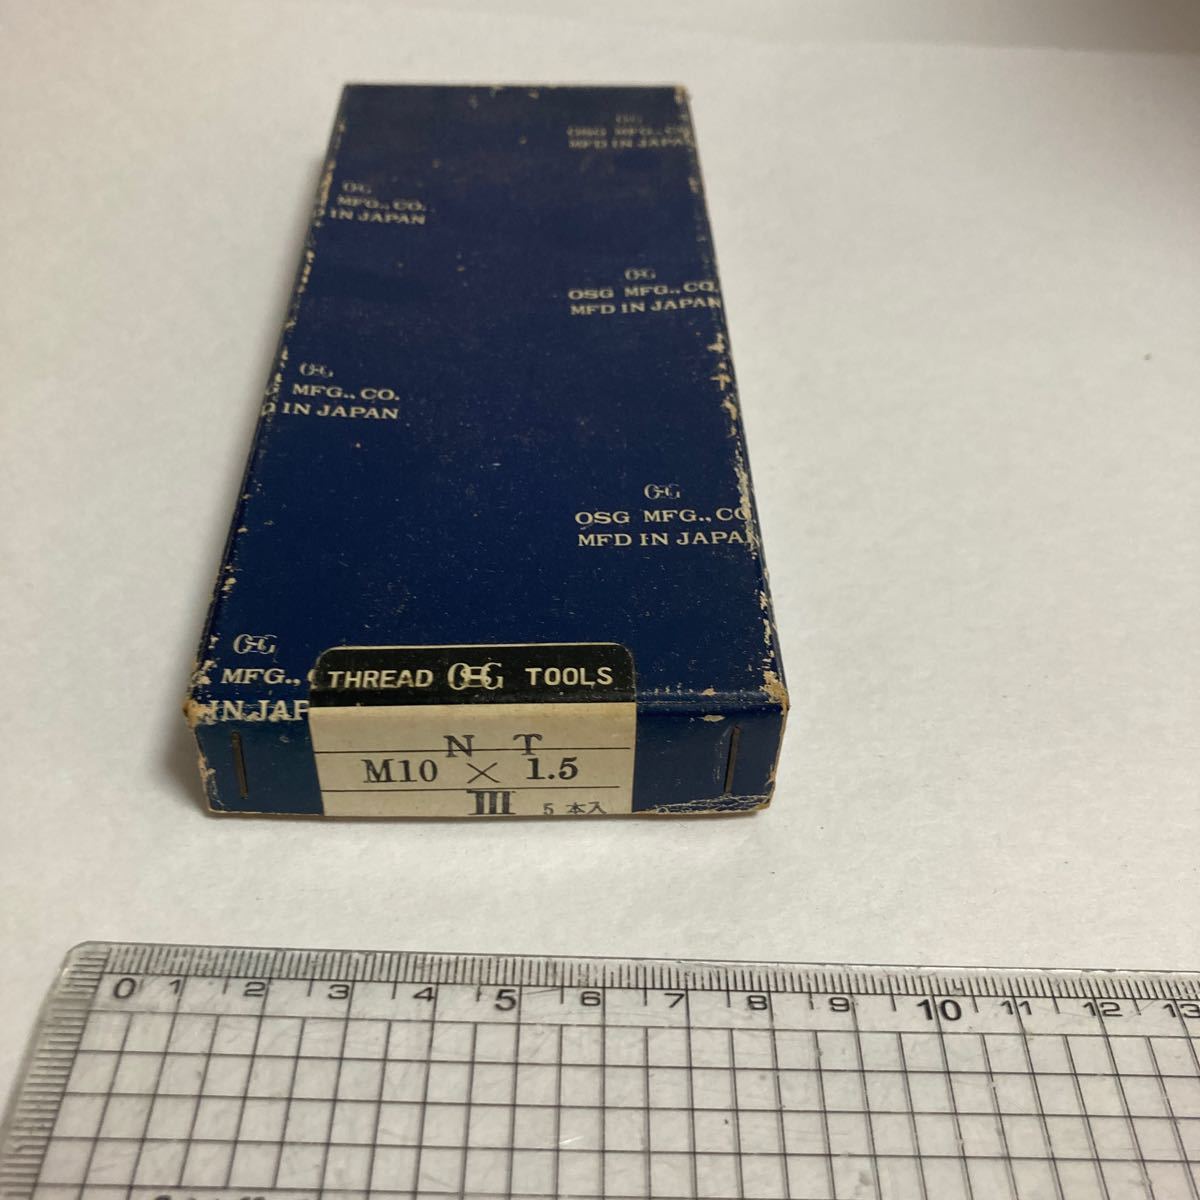 OSG
OSG MFG., CO
MFD IN JAPAN
OSG
MFG., CO.
IN JAPAN
OSG
OSG MFG., CO.
MFD IN JAPAN
OSG
MFG., CO.
IN JAPAN
OSG
OSG MFG., CO
MFD IN JAPAN
OSG
MFG.,
IN JAP
THREAD OSG TOOLS
N T
M10 × 1.5
III 5本入
0 1 2 3 4 5 6 7 8 9 10 11 12 13